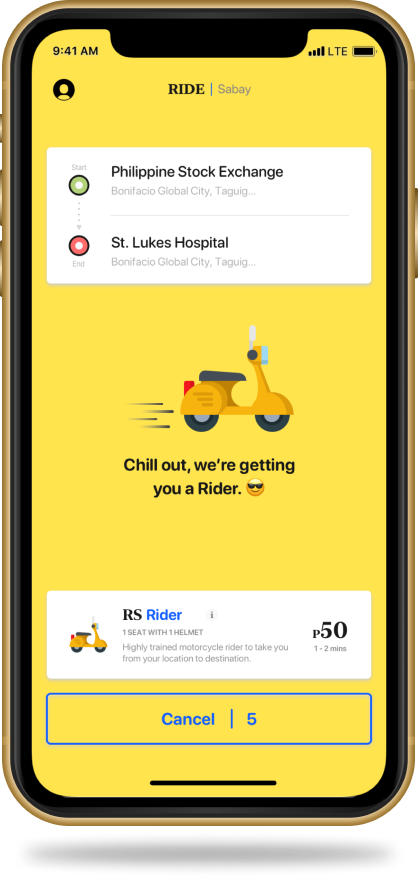 9:41 AM
LTE
RIDE | Sabay
Start
Philippine Stock Exchange
Bonifacio Global City, Taguig...
St. Lukes Hospital
Bonifacio Global City, Taguig...
End
Chill out, we're getting
you a Rider. 😎
RS Rider i
1 SEAT WITH 1 HELMET
Highly trained motorcycle rider to take you
from your location to destination.
P50
1 - 2 mins
Cancel | 5